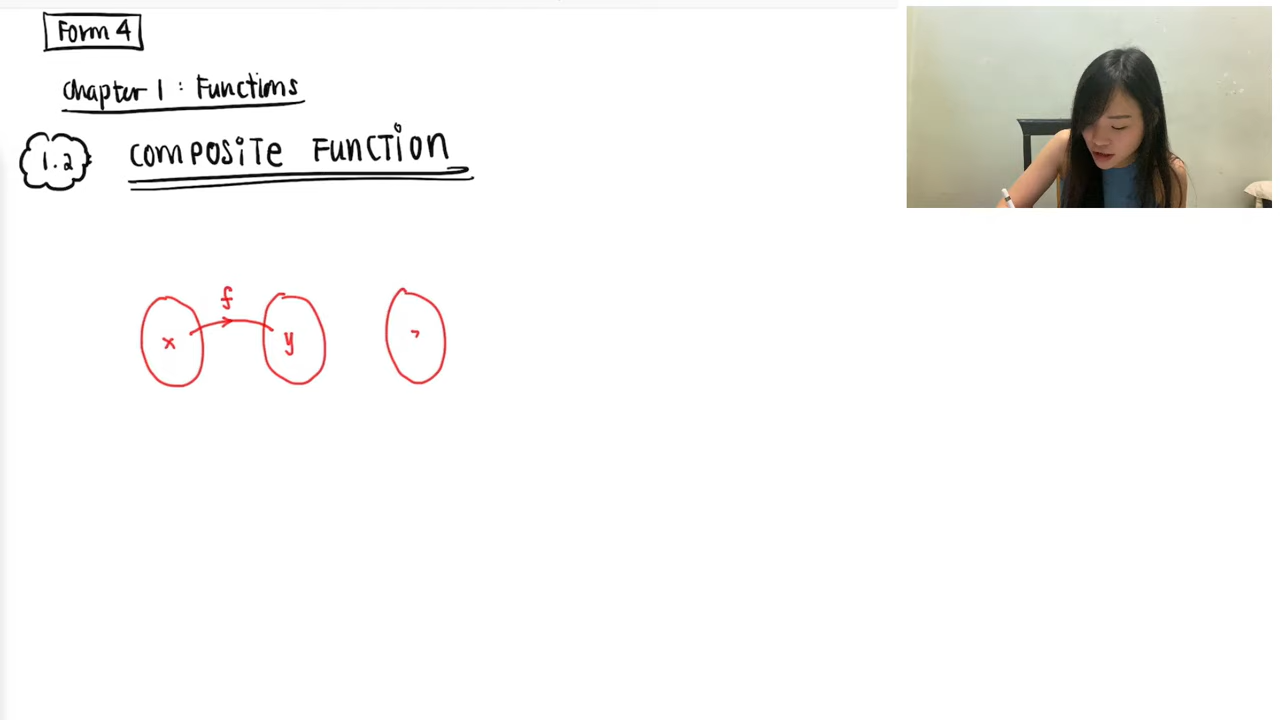 Form 4
Chapter 1 : Functions
1.2 COMPOSITE FUNCTION
f
x y